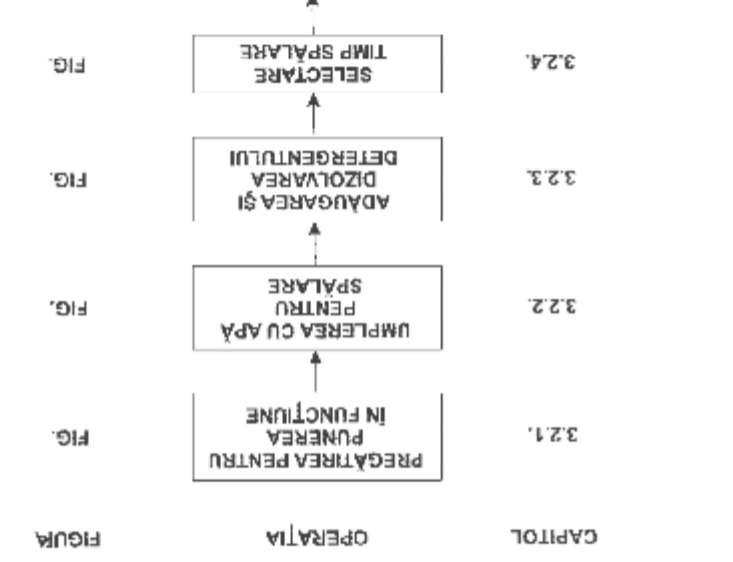 CAPITOL OPERAȚIA FIGURA
3.2.1. PREGĂTIREA PENTRU FIG.
PUNEREA
ÎN FUNCȚIUNE
3.2.2. UMPLEREA CU APĂ FIG.
PENTRU
SPĂLARE
3.2.3. ADĂUGAREA ȘI FIG.
DIZOLVAREA
DETERGENTULUI
3.2.4. SELECTARE FIG.
TIMP SPĂLARE